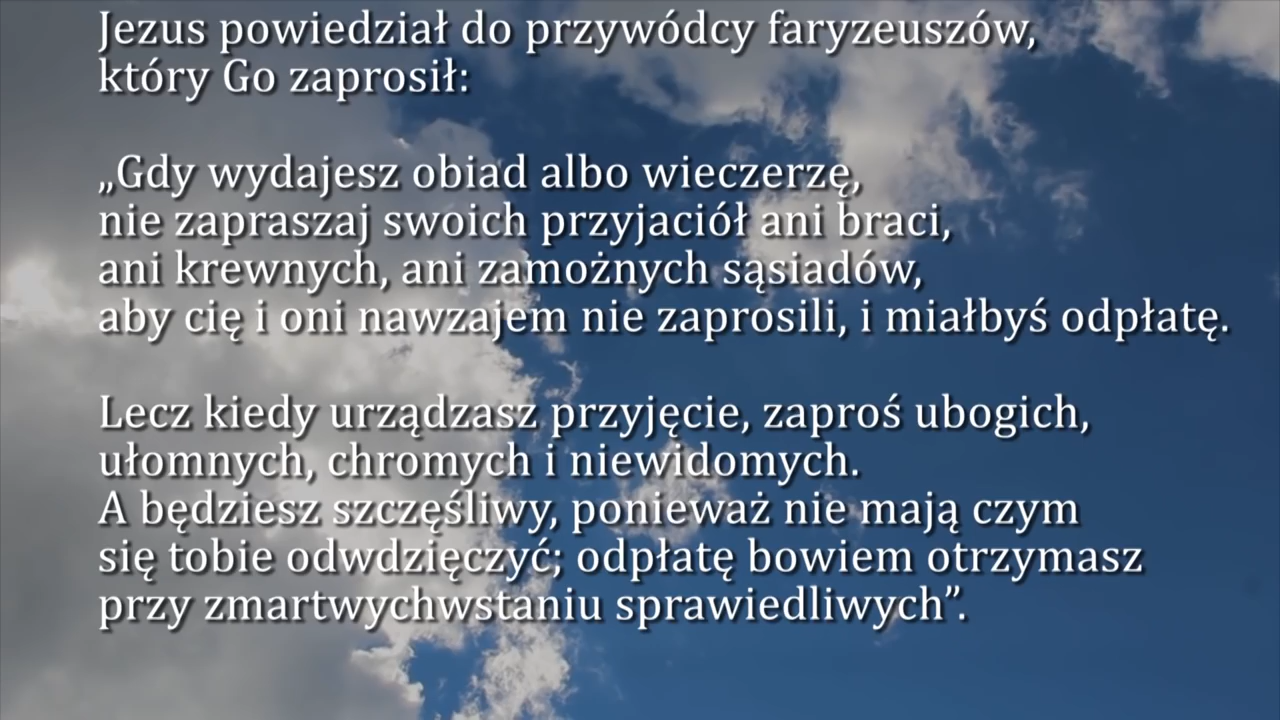 Jezus powiedział do przywódcy faryzeuszów,
który Go zaprosił:
„Gdy wydajesz obiad albo wieczerzę,
nie zapraszaj swoich przyjaciół ani braci,
ani krewnych, ani zamożnych sąsiadów,
aby cię i oni nawzajem nie zaprosili, i miałbyś odpłatę.
Lecz kiedy urządzasz przyjęcie, zaproś ubogich,
ułomnych, chromych i niewidomych.
A będziesz szczęśliwy, ponieważ nie mają czym
się tobie odwdzięczyć; odpłatę bowiem otrzymasz
przy zmartwychwstaniu sprawiedliwych”.